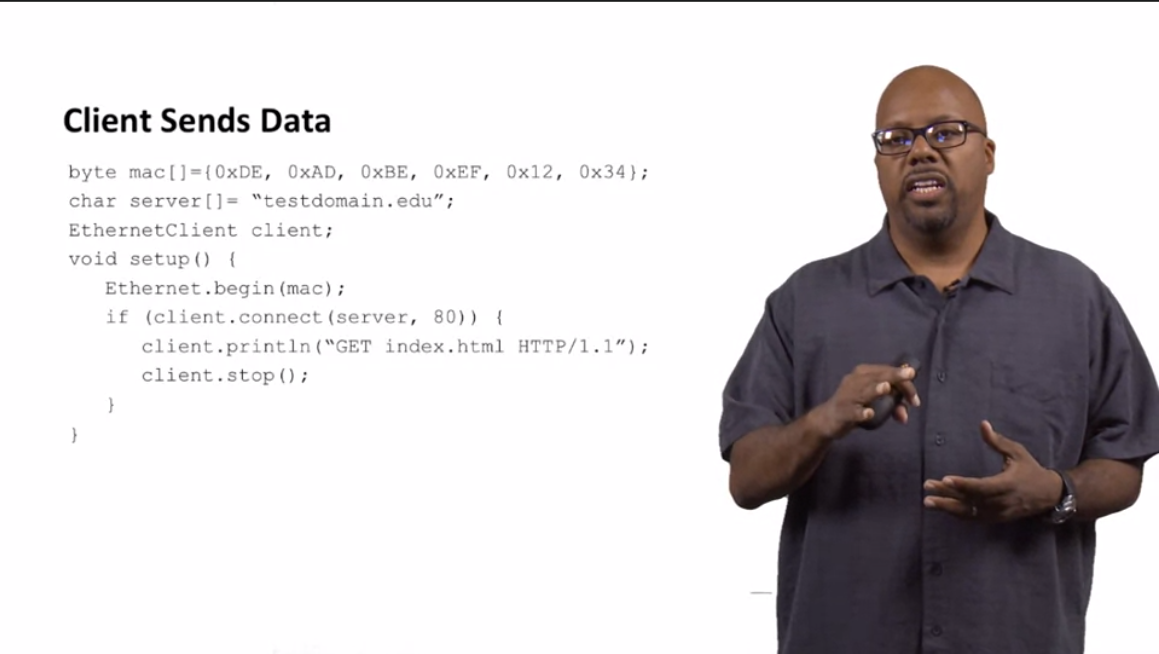 Client Sends Data
byte mac[]={0xDE, 0xAD, 0xBE, 0xEF, 0x12, 0x34};
char server[]= “testdomain.edu”;
EthernetClient client;
void setup() {
Ethernet.begin(mac);
if (client.connect(server, 80)) {
client.println(“GET index.html HTTP/1.1”);
client.stop();
}
}